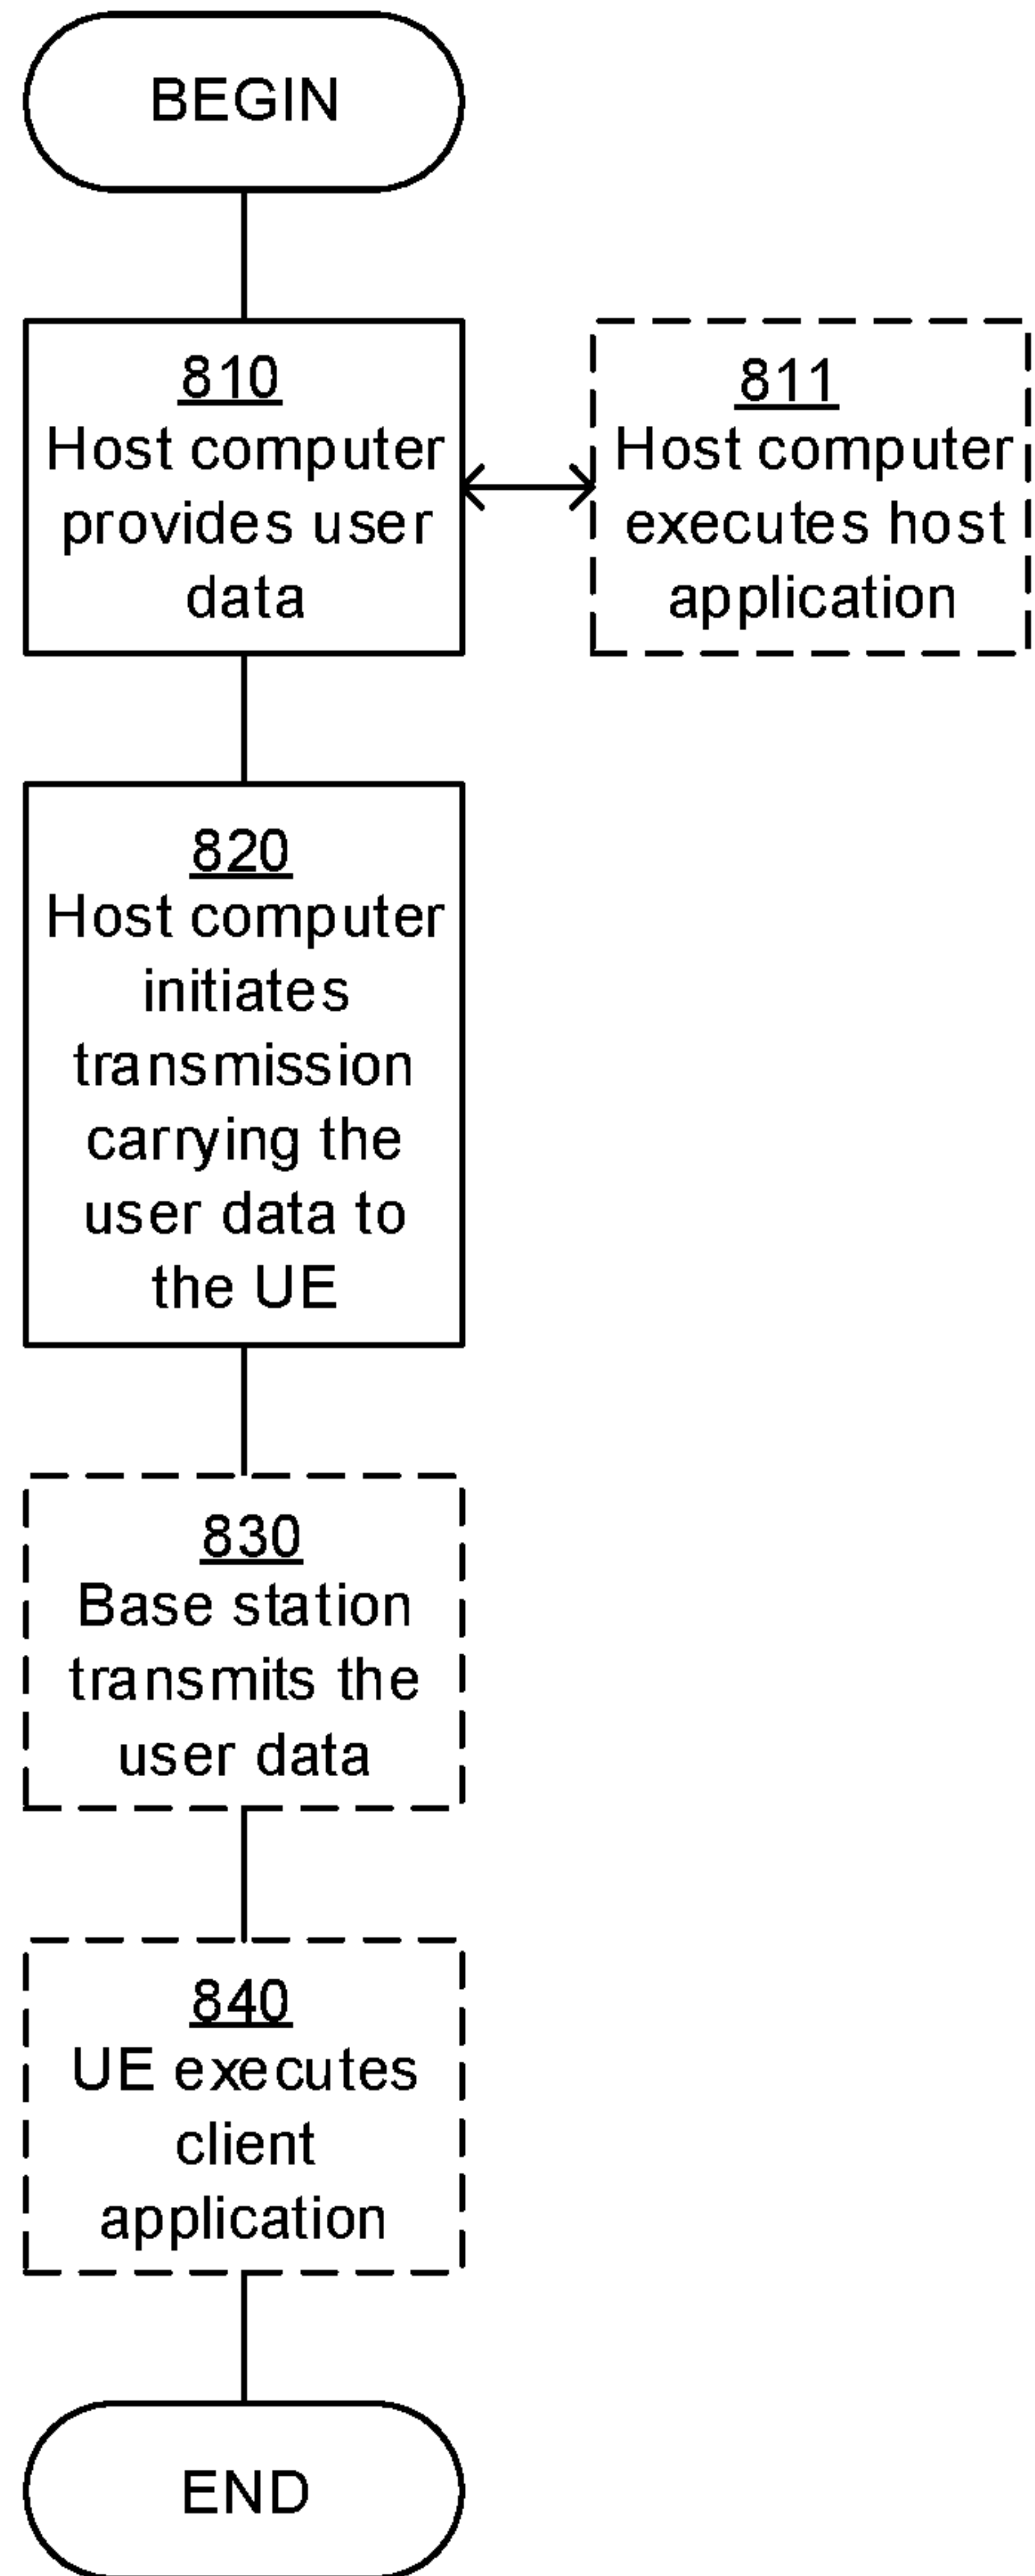 BEGIN
810
Host computer
provides user
data
811
Host computer
executes host
application
820
Host computer
initiates
transmission
carrying the
user data to
the UE
830
Base station
transmits the
user data
840
UE executes
client
application
END